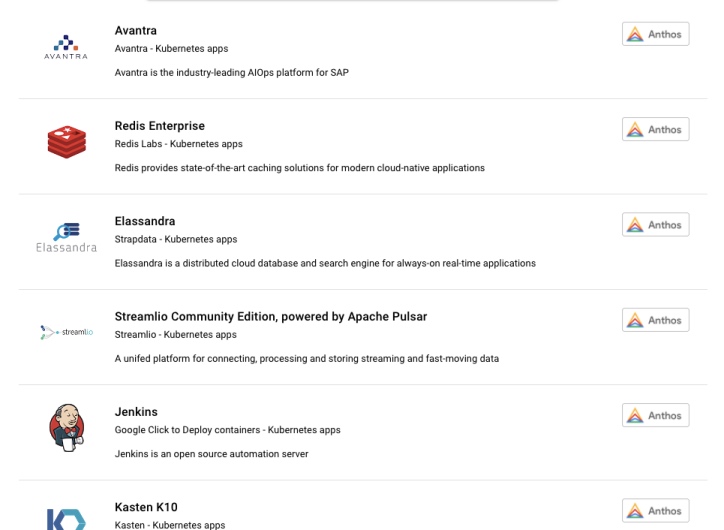 Avantra
Anthos
Avantra - Kubernetes apps
AVANTRA
Avantra is the industry-leading AIOps platform for SAP
Redis Enterprise
Anthos
Redis Labs - Kubernetes apps
Redis provides state-of-the-art caching solutions for modern cloud-native applications
Elassandra
Anthos
Strapdata - Kubernetes apps
Elassandra
Elassandra is a distributed cloud database and search engine for always-on real-time applications
Streamlio Community Edition, powered by Apache Pulsar
Anthos
Streamlio - Kubernetes apps
streamlio
A unifed platform for connecting, processing and storing streaming and fast-moving data
Jenkins
Anthos
Google Click to Deploy containers - Kubernetes apps
Jenkins is an open source automation server
Kasten K10
Anthos
Kasten - Kubernetes apps